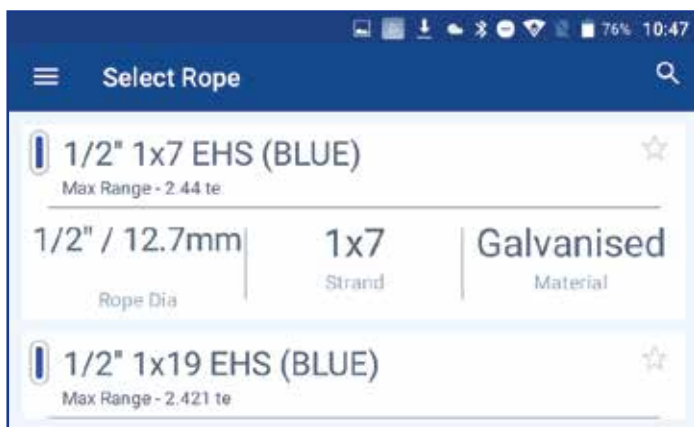 76% 10:47
Select Rope
1/2" 1x7 EHS (BLUE)
Max Range - 2.44 te
1/2" / 12.7mm 1x7 Galvanised
Rope Dia Strand Material
1/2" 1x19 EHS (BLUE)
Max Range - 2.421 te